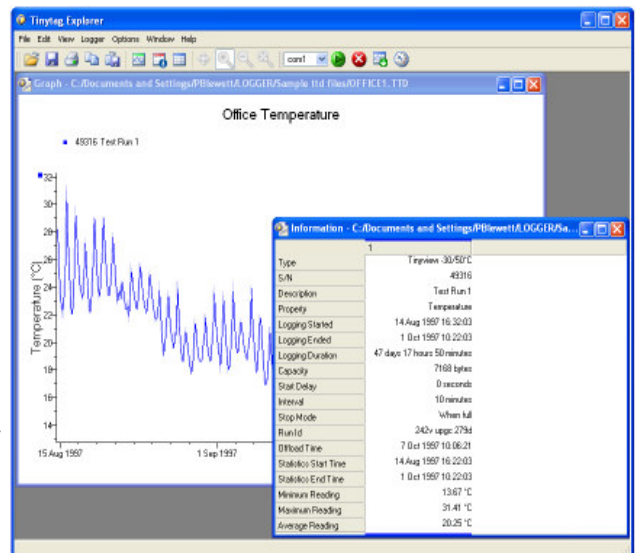 Tinytag Explorer
File Edit View Logger Options Window Help
com1
Graph - C:/Documents and Settings/PBlewett/LOGGER/Sample ttd files/OFFICE1.TTD
Office Temperature
49316 Test Run 1
Temperature (°C)
32
30
28
26
24
22
20
18
16
14
15 Aug 1997
1 Sep 1997
Information - C:/Documents and Settings/PBlewett/LOGGER/Sa...
1
Type Tinyview -30/50°C
S/N 49316
Description Test Run 1
Property Temperature
Logging Started 14 Aug 1997 16:32:03
Logging Ended 1 Oct 1997 10:22:03
Logging Duration 47 days 17 hours 50 minutes
Capacity 7168 bytes
Start Delay 0 seconds
Interval 10 minutes
Stop Mode When full
Run Id 242v-upgc-279d
Offload Time 7 Oct 1997 10:06:21
Statistics Start Time 14 Aug 1997 16:22:03
Statistics End Time 1 Oct 1997 10:22:03
Minimum Reading 13.67 °C
Maximum Reading 31.41 °C
Average Reading 20.25 °C